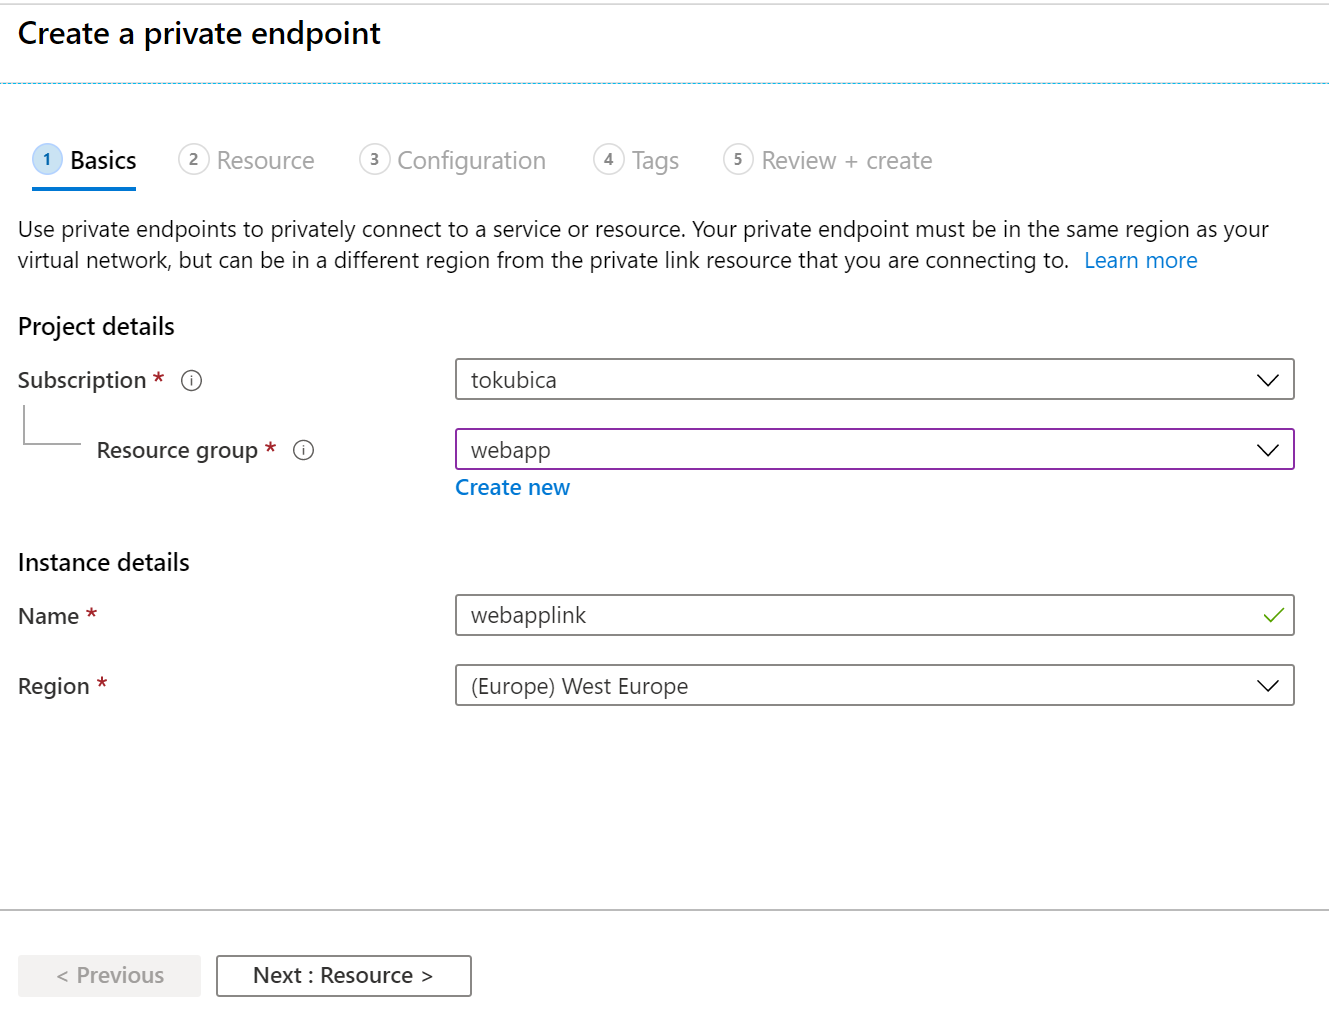 Create a private endpoint
1 Basics 2 Resource 3 Configuration 4 Tags 5 Review + create
Use private endpoints to privately connect to a service or resource. Your private endpoint must be in the same region as your
virtual network, but can be in a different region from the private link resource that you are connecting to. Learn more
Project details
Subscription * i tokubica
Resource group * i webapp
Create new
Instance details
Name * webapplink
Region * (Europe) West Europe
< Previous Next : Resource >